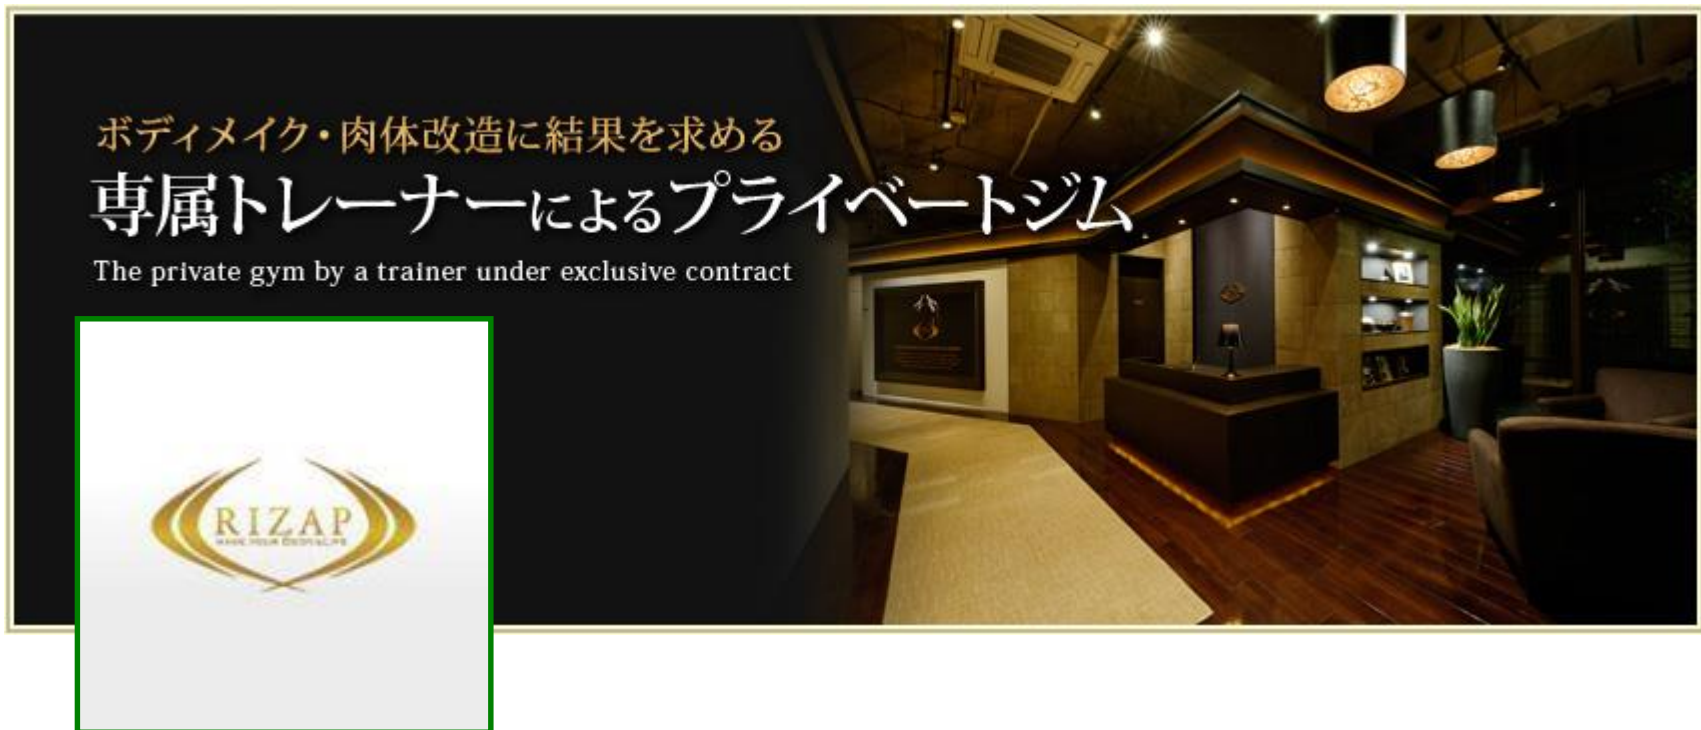 ボディメイク・肉体改造に結果を求める
専属トレーナーによるプライベートジム
The private gym by a trainer under exclusive contract
RIZAP